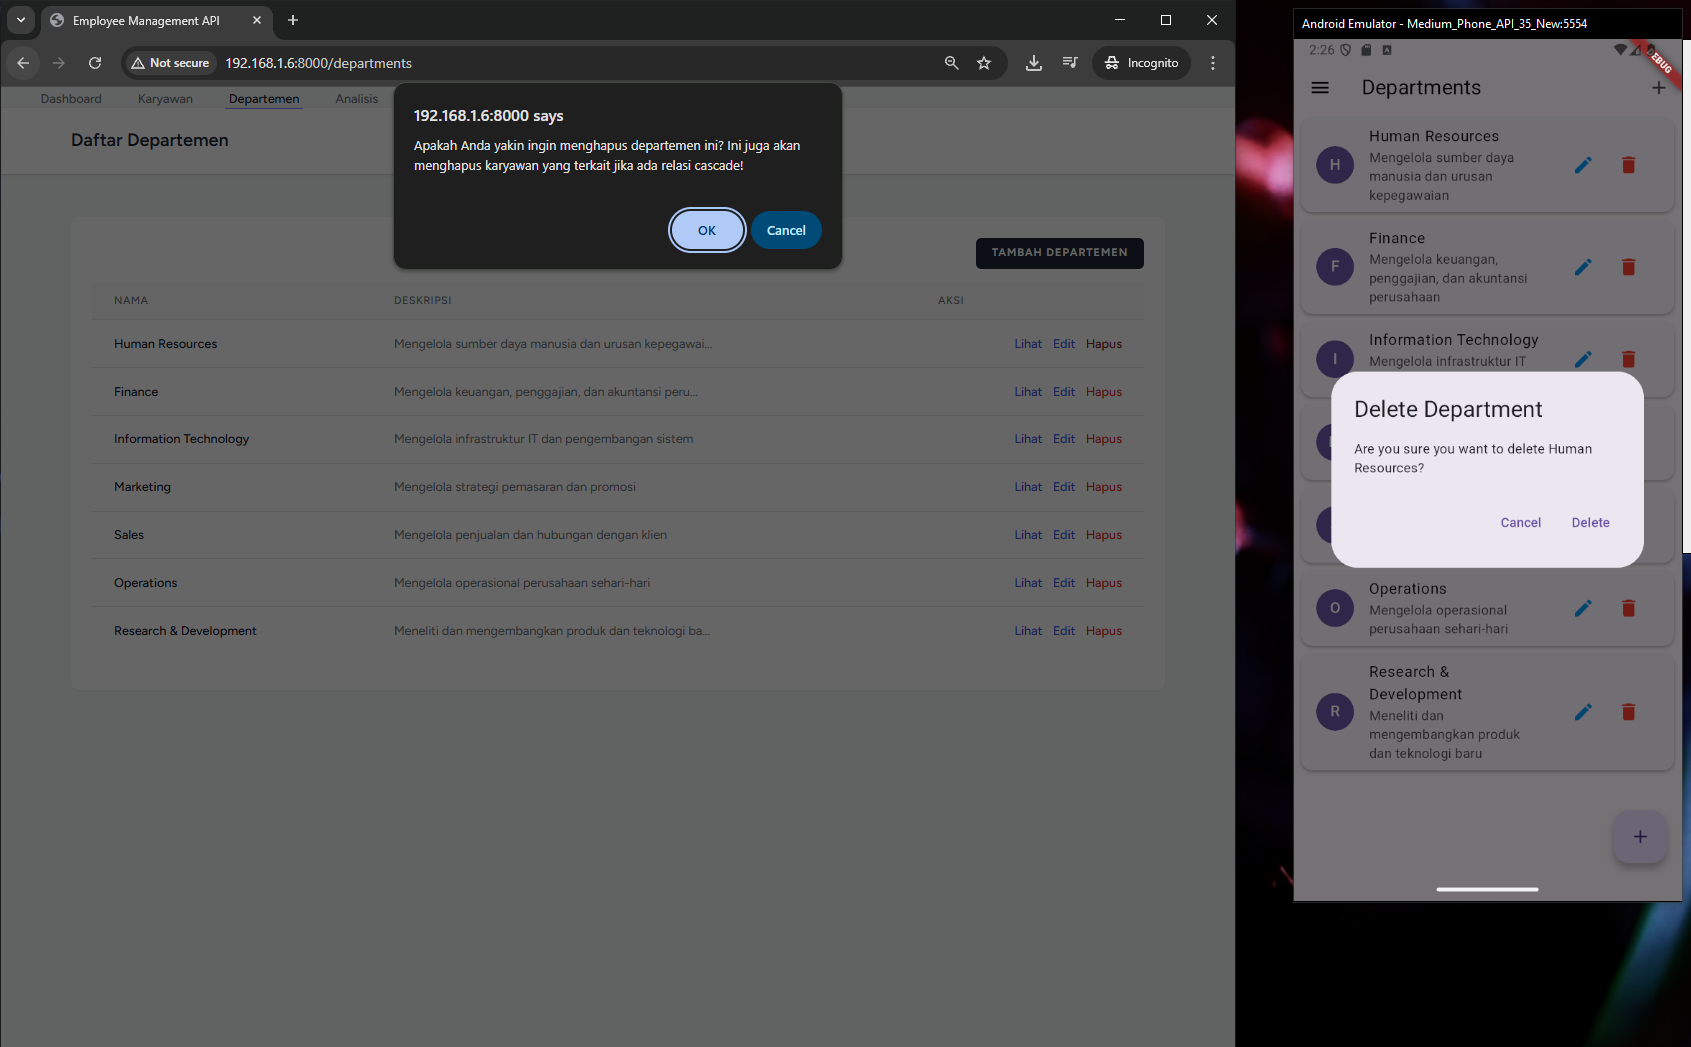 Employee Management API
Not secure
192.168.1.6:8000/departments
Incognito
Dashboard
Karyawan
Departemen
Analisis
Daftar Departemen
192.168.1.6:8000 says
Apakah Anda yakin ingin menghapus departemen ini? Ini juga akan
menghapus karyawan yang terkait jika ada relasi cascade!
OK
Cancel
TAMBAH DEPARTEMEN
NAMA DESKRIPSI AKSI
Human Resources Mengelola sumber daya manusia dan urusan kepegawai... Lihat Edit Hapus
Finance Mengelola keuangan, penggajian, dan akuntansi peru... Lihat Edit Hapus
Information Technology Mengelola infrastruktur IT dan pengembangan sistem Lihat Edit Hapus
Marketing Mengelola strategi pemasaran dan promosi Lihat Edit Hapus
Sales Mengelola penjualan dan hubungan dengan klien Lihat Edit Hapus
Operations Mengelola operasional perusahaan sehari-hari Lihat Edit Hapus
Research & Development Meneliti dan mengembangkan produk dan teknologi ba... Lihat Edit Hapus
Android Emulator - Medium_Phone_API_35_New:5554
2:26
DEBUG
Departments
H
Human Resources
Mengelola sumber daya
manusia dan urusan
kepegawaian
F
Finance
Mengelola keuangan,
penggajian, dan akuntansi
perusahaan
I
Information Technology
Mengelola infrastruktur IT
Delete Department
Are you sure you want to delete Human
Resources?
Cancel
Delete
O
Operations
Mengelola operasional
perusahaan sehari-hari
R
Research &
Development
Meneliti dan
mengembangkan produk
dan teknologi baru